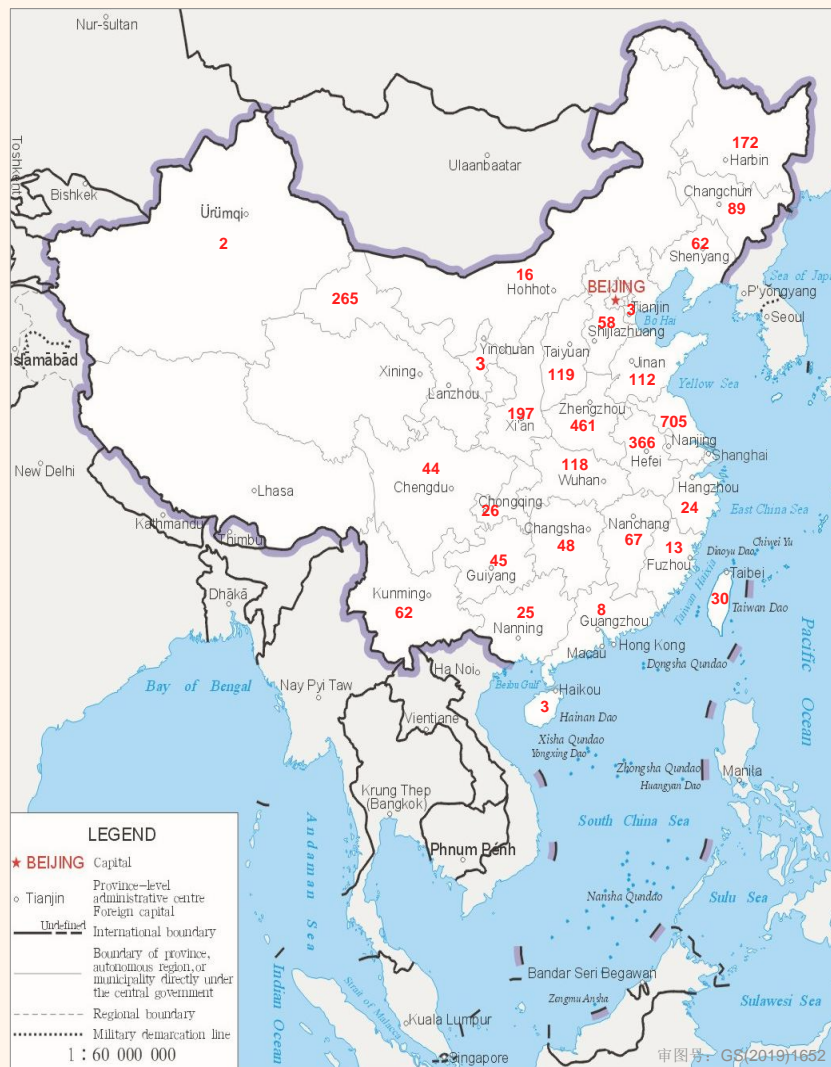 Nur-sultan
172
Harbin
Ulaanbaatar
Toshkent
Bishkek
Changchun
89
Ürümqi
2
62
Shenyang
Sea of Japa
16
Hohhot
BEIJING
265
P'yŏngyang
Tianjin
3
Bo Hai
Seoul
58
Shijiazhuang
Yinchuan
Taiyuan
Islamabad
3
Xining
Jinan
119
112
Lanzhou
Yellow Sea
Zhengzhou
197
Xi'an
461
705
366
Nanjing
Hefei
Shanghai
44
118
New Delhi
Chengdu
Wuhan
Lhasa
Hangzhou
Chongqing
26
24
East China Sea
Kathmandu
Nanchang
Changsha
Thimbu
48
67
13
Chiwei Yu
Diaoyu Dao
45
Guiyang
Fuzhou
Taibei
Taiwan Haixia
Dhākā
Kunming
62
25
8
30
Taiwan Dao
Guangzhou
Nanning
Macau
Hong Kong
Pacific Ocean
Ha Noi
Dongsha Qundao
Bay of Bengal
Nay Pyi Taw
Beibu Gulf
Haikou
3
Vientiane
Hainan Dao
Xisha Qundao
Yongxing Dao
Zhongsha Qundao
Manila
Huangyan Dao
Krung Thep
(Bangkok)
South China Sea
Andaman Sea
Phnum Penh
Nansha Qundao
Sulu Sea
Bandar Seri Begawan
Zengmu Ansha
Sulawesi Sea
Indian Ocean
Strait of Malacca
Kuala Lumpur
Singapore
LEGEND
BEIJING Capital
Tianjin Province-level
administrative centre
Foreign capital
Undefined
International boundary
Boundary of province,
autonomous region,or
municipality directly under
the central government
Regional boundary
Military demarcation line
1：60 000 000
审图号：GS(2019)1652